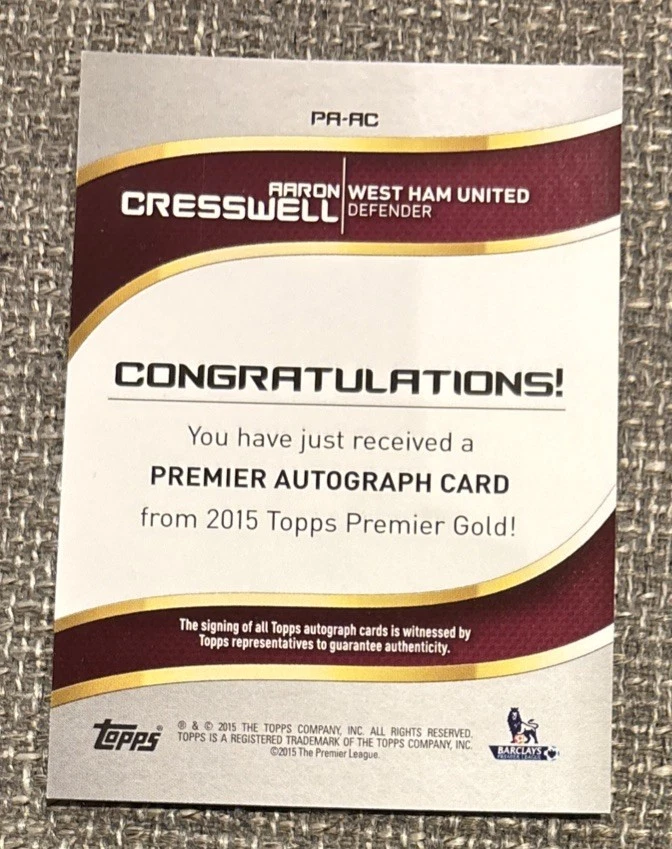 PA-AC
AARON
CRESSWELL
WEST HAM UNITED
DEFENDER
CONGRATULATIONS!
You have just received a
PREMIER AUTOGRAPH CARD
from 2015 Topps Premier Gold!
The signing of all Topps autograph cards is witnessed by
Topps representatives to guarantee authenticity.
Topps®
® & © 2015 THE TOPPS COMPANY, INC. ALL RIGHTS RESERVED.
TOPPS IS A REGISTERED TRADEMARK OF THE TOPPS COMPANY, INC.
©2015 The Premier League.
BARCLAYS
PREMIER LEAGUE